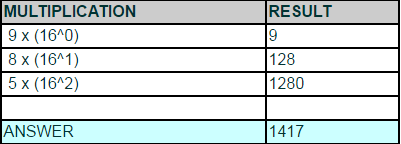 MULTIPLICATION RESULT
9 x (16^0) 9
8 x (16^1) 128
5 x (16^2) 1280
ANSWER 1417